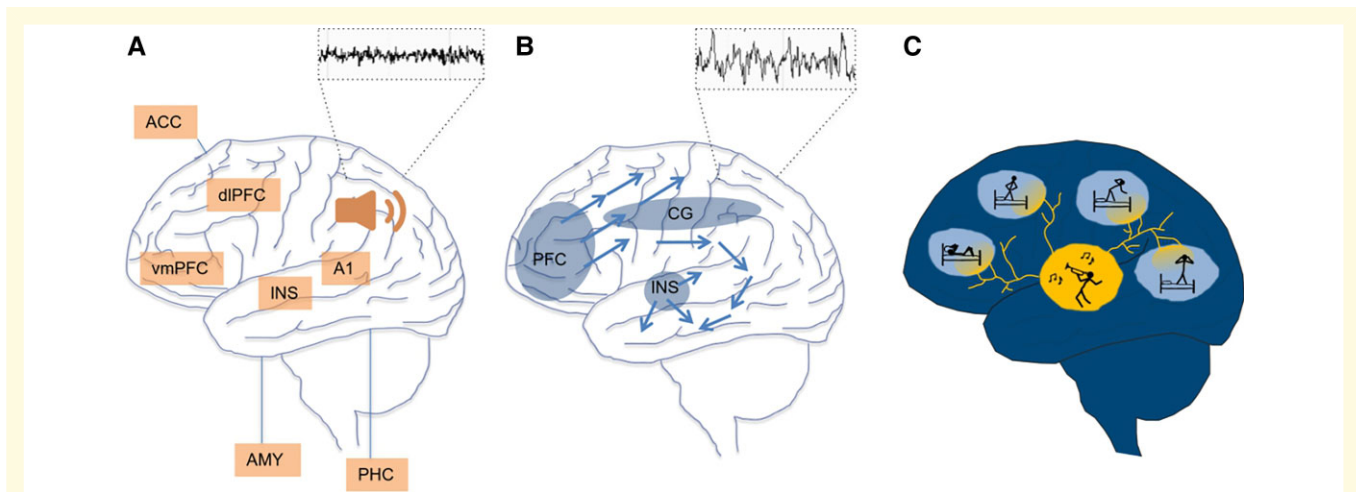 A
B
C
ACC
dlPFC
vmPFC
INS
A1
AMY
PHC
PFC
CG
INS